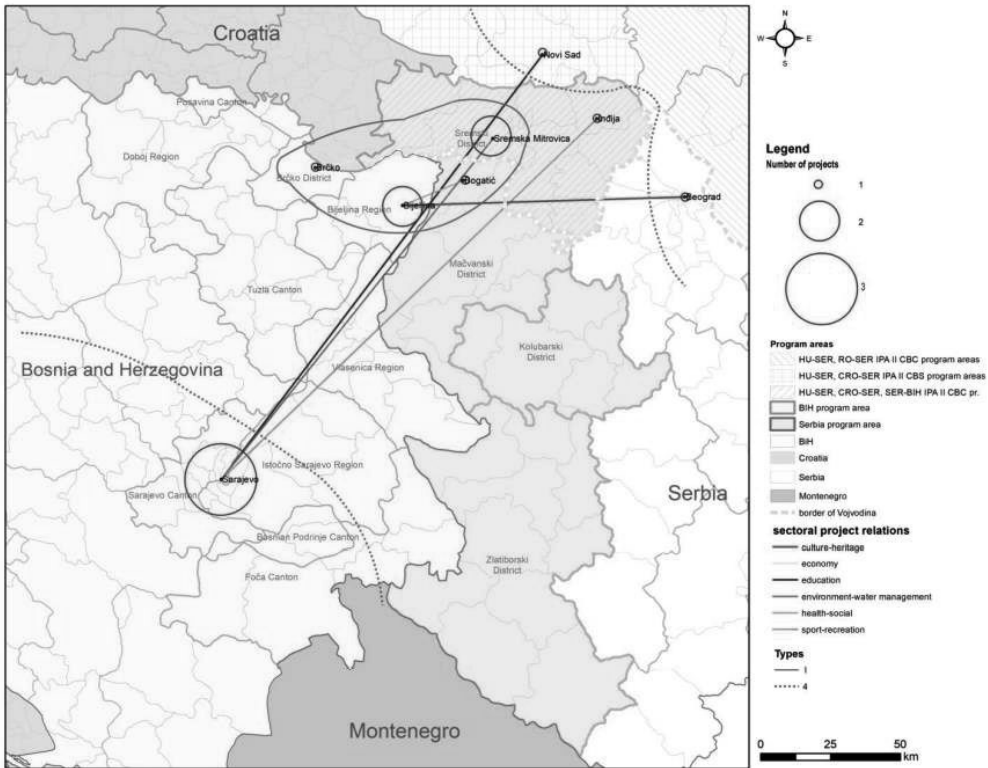 Croatia
N
W
E
S
Novi Sad
Posavina Canton
Inđija
Sremski
District
Sremska Mitrovica
Doboj Region
Brčko
Brčko District
Bogatić
Bijeljina
Bijeljina Region
Beograd
Mačvanski
District
Tuzla Canton
Kolubarski
District
Bosnia and Herzegovina
Vlasenica Region
Istočno Sarajevo Region
Sarajevo
Sarajevo Canton
Serbia
Bosnian Podrinje Canton
Zlatiborski
District
Foča Canton
Montenegro
Legend
Number of projects
1
2
3
Program areas
HU-SER, RO-SER IPA II CBC program areas
HU-SER, CRO-SER IPA II CBS program areas
HU-SER, CRO-SER, SER-BIH IPA II CBC pr.
BIH program area
Serbia program area
BiH
Croatia
Serbia
Montenegro
border of Vojvodina
sectoral project relations
culture-heritage
economy
education
environment-water management
health-social
sport-recreation
Types
1
4
0 25 50
km